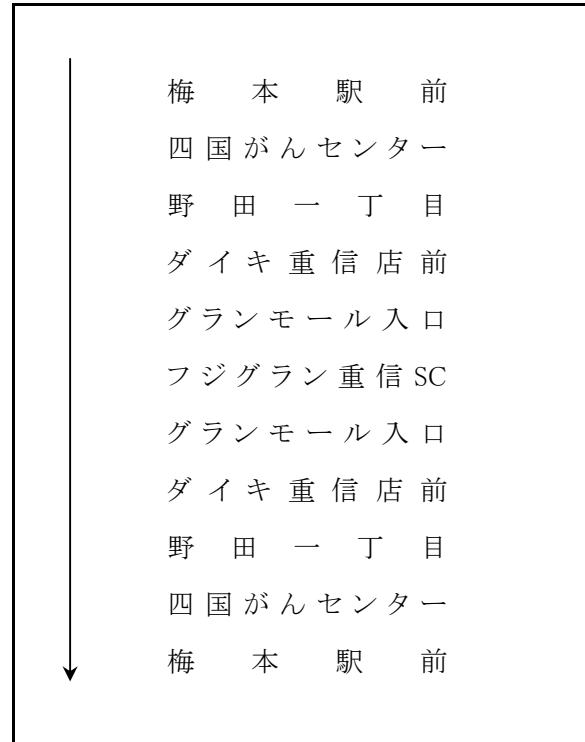 梅本駅前
四国がんセンター
野田一丁目
ダイキ重信店前
グランモール入口
フジグラン重信SC
グランモール入口
ダイキ重信店前
野田一丁目
四国がんセンター
梅本駅前